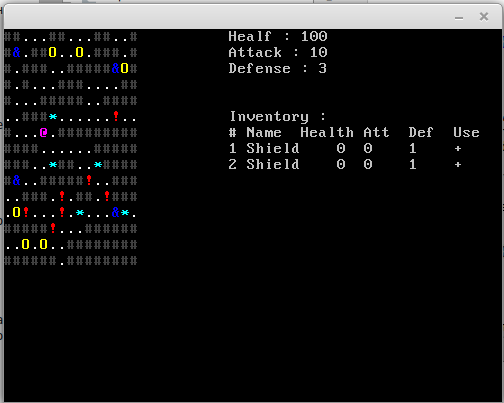 Healf : 100
Attack : 10
Defense : 3
Inventory :
# Name Health Att Def Use
1 Shield 0 0 1 +
2 Shield 0 0 1 +